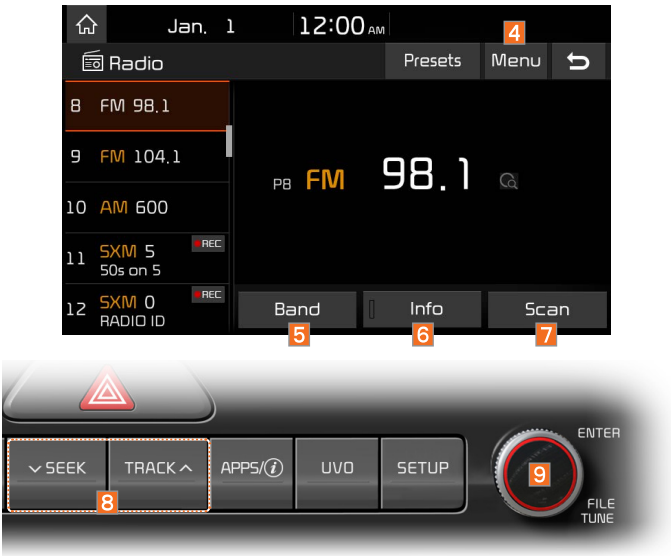 Jan. 1 12:00 AM
4
Radio Presets Menu
8 FM 98.1
9 FM 104.1
P8 FM 98.1
10 AM 600
11 SXM 5 REC
50s on 5
12 SXM 0 REC
RADIO ID
Band Info Scan
5 6 7
SEEK TRACK APPS/i UVO SETUP
8
9
ENTER
FILE
TUNE